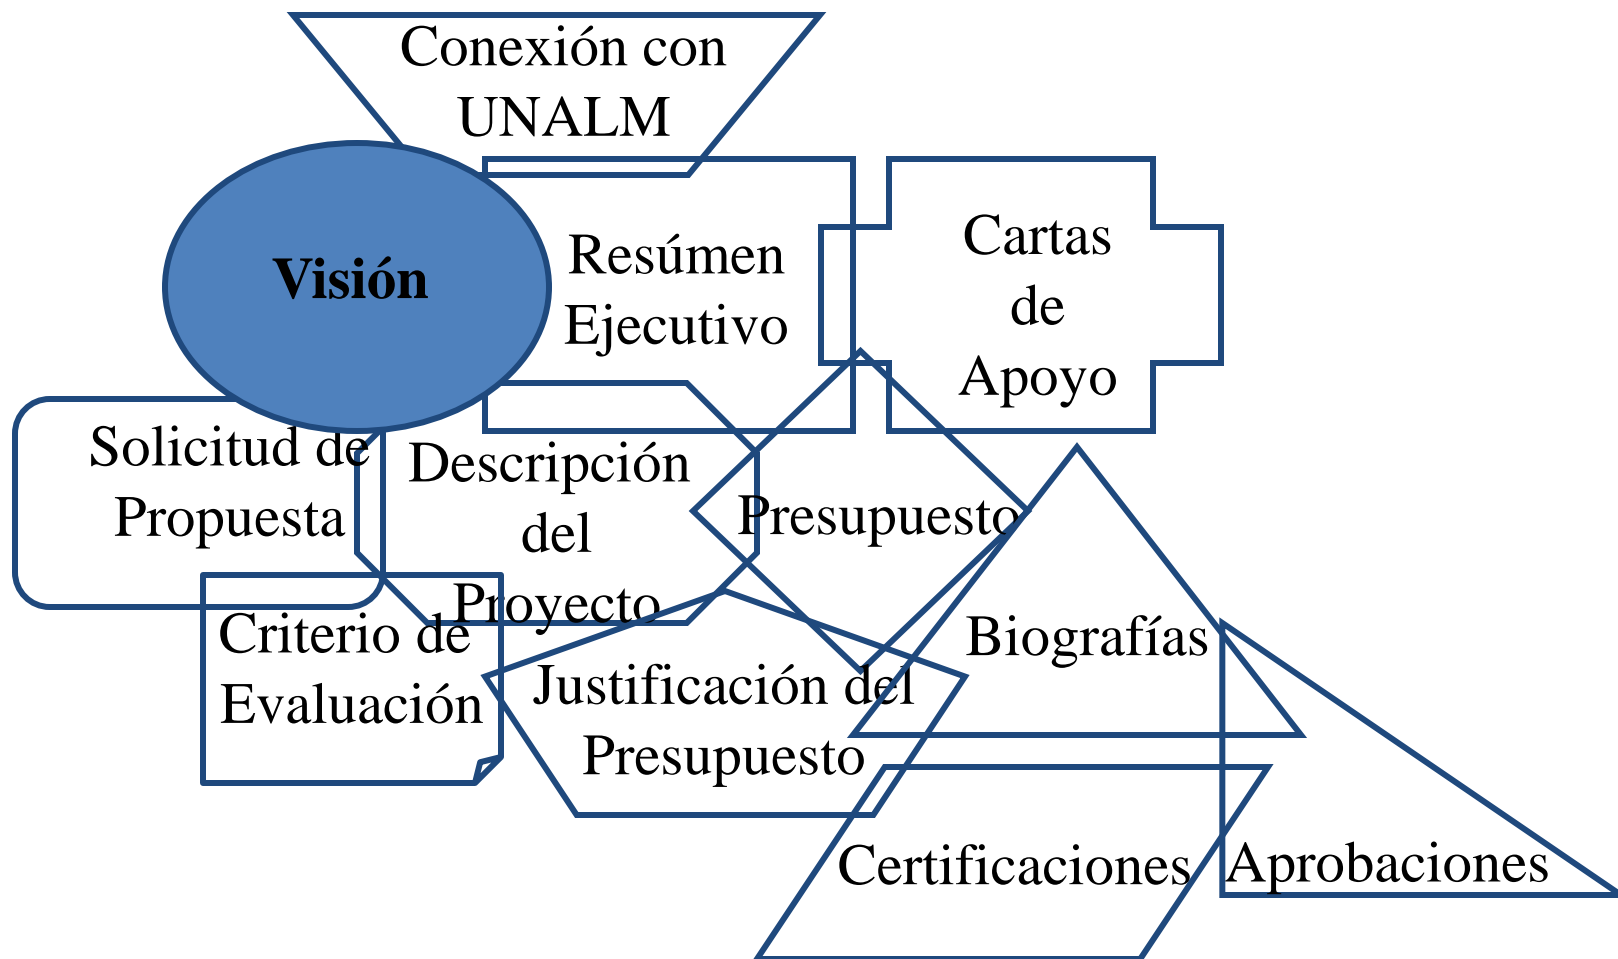 Conexión con
UNALM
Visión
Resúmen
Ejecutivo
Cartas
de
Apoyo
Solicitud de
Propuesta
Descripción
del
Proyecto
Presupuesto
Criterio de
Evaluación
Justificación del
Presupuesto
Biografías
Certificaciones
Aprobaciones